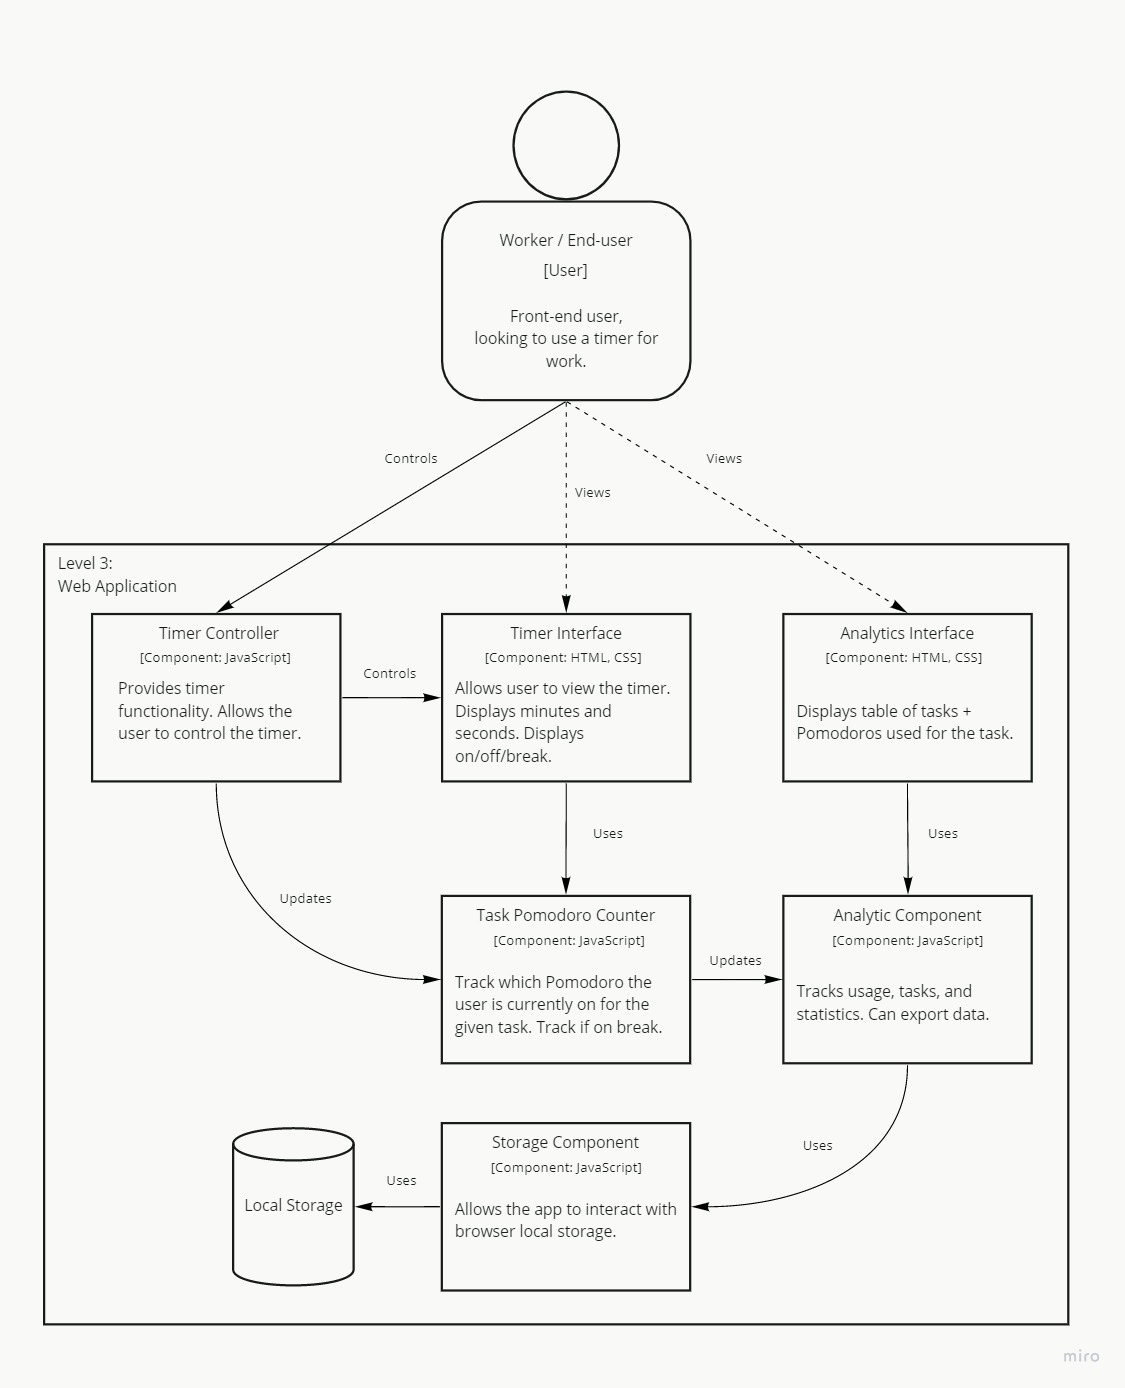 Worker / End-user
[User]
Front-end user,
looking to use a timer for
work.
Controls
Views
Views
Level 3:
Web Application
Timer Controller
[Component: JavaScript]
Provides timer
functionality. Allows the
user to control the timer.
Controls
Timer Interface
[Component: HTML, CSS]
Allows user to view the timer.
Displays minutes and
seconds. Displays
on/off/break.
Analytics Interface
[Component: HTML, CSS]
Displays table of tasks +
Pomodoros used for the task.
Uses
Uses
Updates
Task Pomodoro Counter
[Component: JavaScript]
Track which Pomodoro the
user is currently on for the
given task. Track if on break.
Updates
Analytic Component
[Component: JavaScript]
Tracks usage, tasks, and
statistics. Can export data.
Uses
Storage Component
[Component: JavaScript]
Allows the app to interact with
browser local storage.
Uses
Local Storage
miro